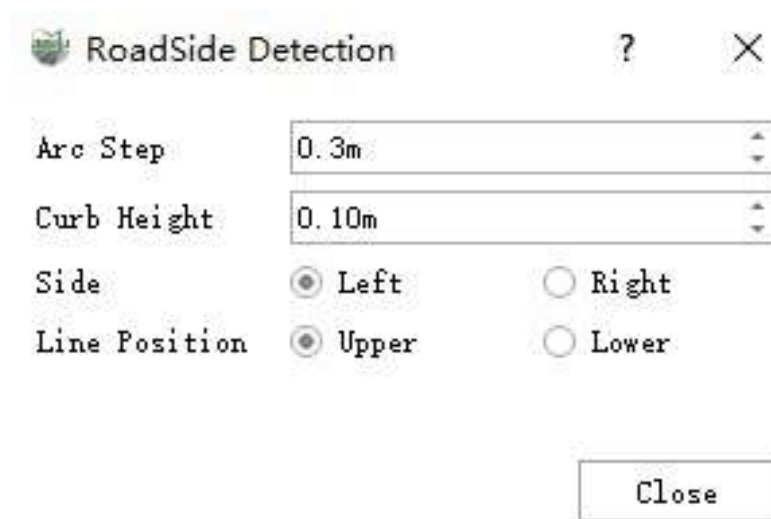 RoadSide Detection ?
Arc Step 0.3m
Curb Height 0.10m
Side Left Right
Line Position Upper Lower
Close